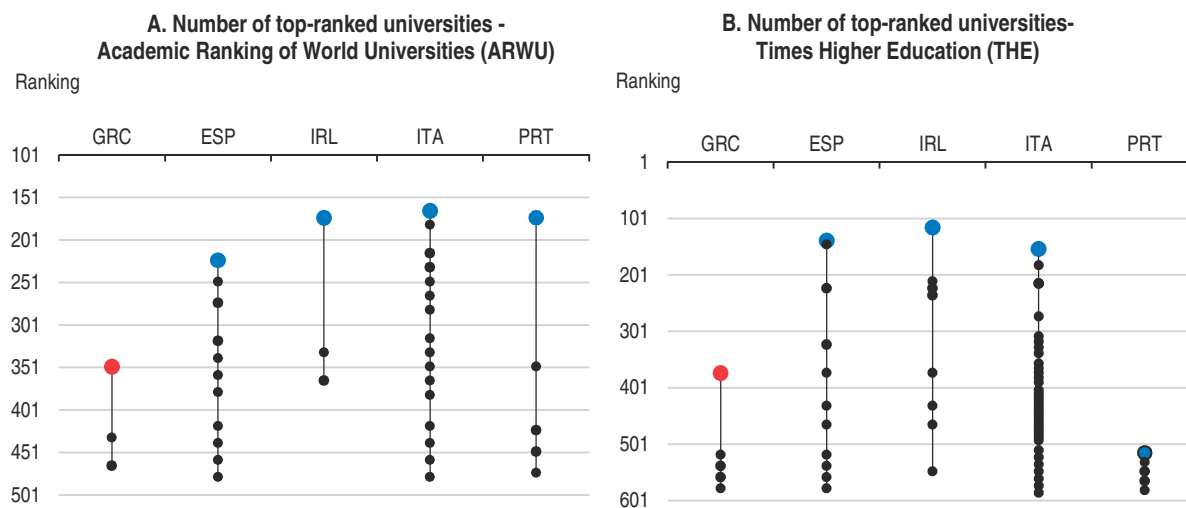 A. Number of top-ranked universities -
Academic Ranking of World Universities (ARWU)
Ranking
GRC ESP IRL ITA PRT
101
151
201
251
301
351
401
451
501
B. Number of top-ranked universities-
Times Higher Education (THE)
Ranking
GRC ESP IRL ITA PRT
1
101
201
301
401
501
601